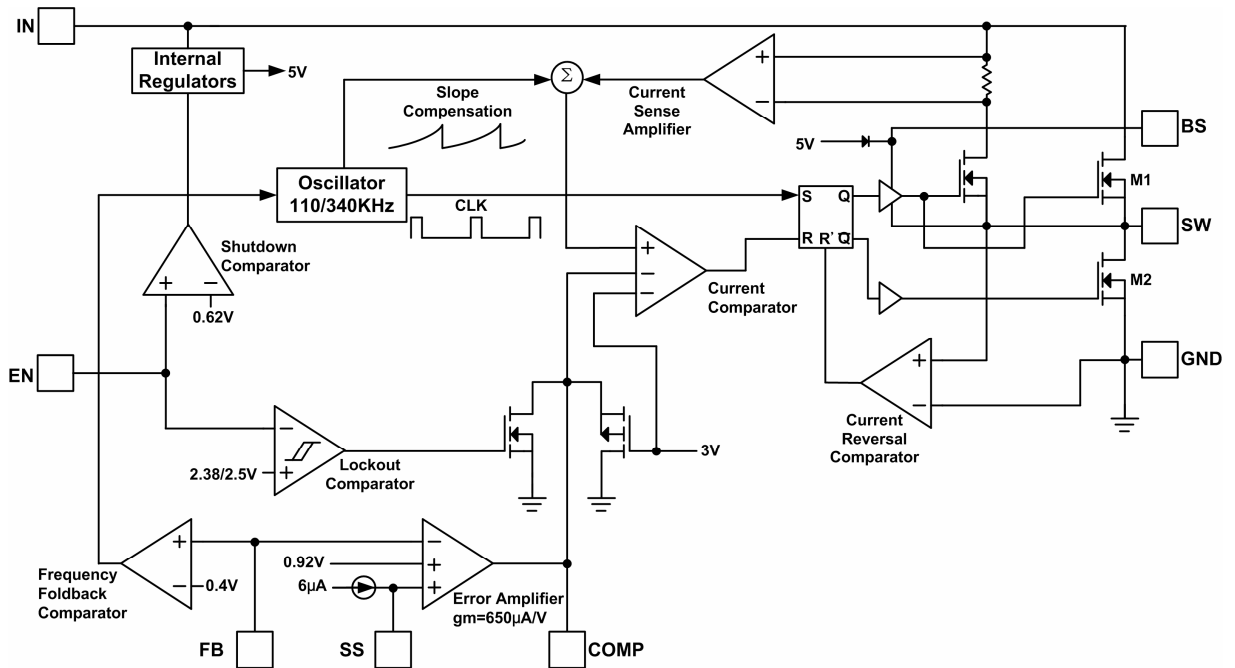 IN
Internal
Regulators
5V
Σ
Slope
Compensation
Current
Sense
Amplifier
+
−
5V
BS
Oscillator
110/340KHz
CLK
S Q
R R' Q̅
M1
SW
Shutdown
Comparator
+ −
0.62V
+
−
−
Current
Comparator
M2
EN
GND
+
−
Current
Reversal
Comparator
−
2.38/2.5V
+
Lockout
Comparator
3V
Frequency
Foldback
Comparator
+
−
0.4V
0.92V
6µA
−
+
+
Error Amplifier
gm=650µA/V
FB
SS
COMP